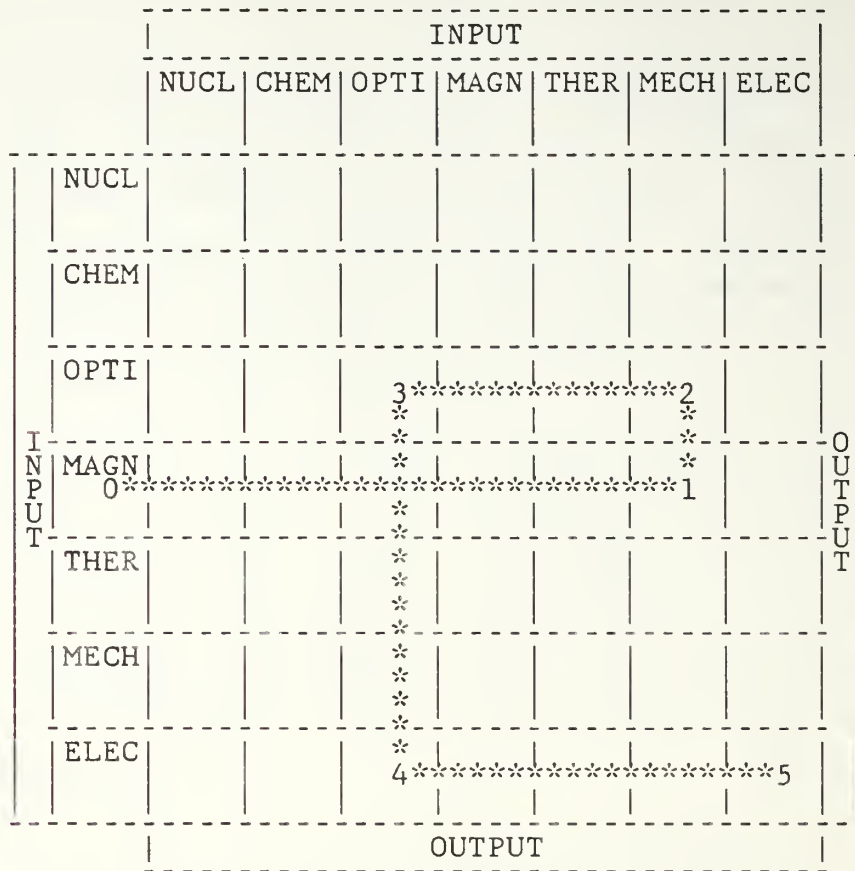 INPUT
NUCL CHEM OPTI MAGN THER MECH ELEC
NUCL
CHEM
OPTI
3 2
INPUT
MAGN
0 1
OUTPUT
THER
MECH
ELEC
4 5
OUTPUT